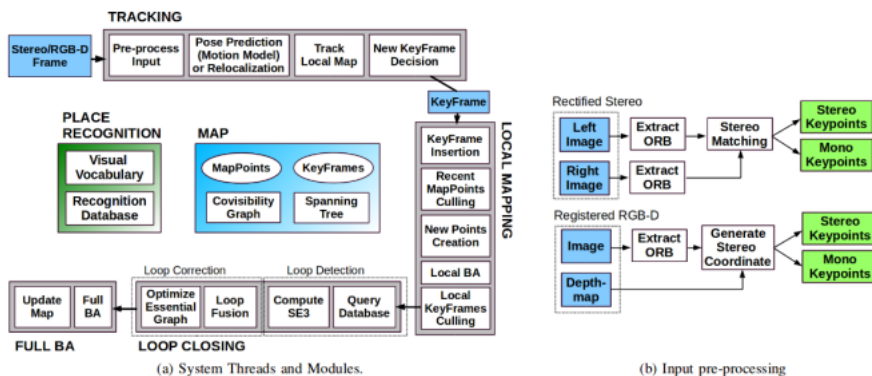 TRACKING
Stereo/RGB-D
Frame
Pre-process
Input
Pose Prediction
(Motion Model)
or Relocalization
Track
Local Map
New KeyFrame
Decision
KeyFrame
PLACE
RECOGNITION
Visual
Vocabulary
Recognition
Database
MAP
MapPoints
KeyFrames
Covisibility
Graph
Spanning
Tree
LOCAL MAPPING
KeyFrame
Insertion
Recent
MapPoints
Culling
New Points
Creation
Local BA
Local
KeyFrames
Culling
Loop Correction
Loop Detection
Update
Map
Full
BA
Optimize
Essential
Graph
Loop
Fusion
Compute
SE3
Query
Database
FULL BA
LOOP CLOSING
(a) System Threads and Modules.
Rectified Stereo
Left
Image
Extract
ORB
Stereo
Matching
Stereo
Keypoints
Mono
Keypoints
Right
Image
Extract
ORB
Registered RGB-D
Image
Extract
ORB
Generate
Stereo
Coordinate
Stereo
Keypoints
Mono
Keypoints
Depth-
map
(b) Input pre-processing